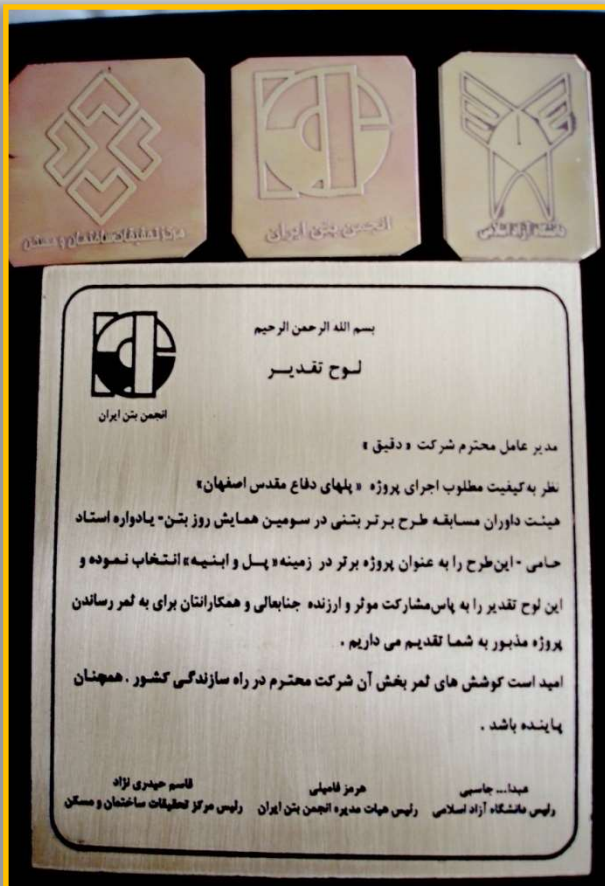 مرکز تحقیقات ساختمان و مسکن
انجمن بتن ایران
دانشگاه آزاد اسلامی
بسم الله الرحمن الرحیم
لوح تقدیر
انجمن بتن ایران
مدیر عامل محترم شرکت « دقیق »
نظر به کیفیت مطلوب اجرای پروژه « پلهای دفاع مقدس اصفهان»
هیئت داوران مسابقه طرح برتر بتنی در سومین همایش روز بتن- یادواره استاد
حامی - این طرح را به عنوان پروژه برتر در زمینه« پل و ابنیه» انتخاب نموده و
این لوح تقدیر را به پاس مشارکت موثر و ارزنده جنابعالی و همکارانتان برای به ثمر رساندن
پروژه مذبور به شما تقدیم می داریم .
امید است کوشش های ثمر بخش آن شرکت محترم در راه سازندگی کشور . همچنان
پاینده باشد .
عبدا... جاسبی
رئیس دانشگاه آزاد اسلامی
هرمز فامیلی
رئیس هیات مدیره انجمن بتن ایران
قاسم حیدری نژاد
رئیس مرکز تحقیقات ساختمان و مسکن